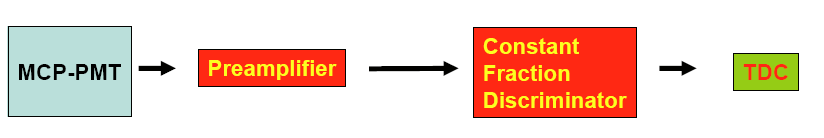 MCP-PMT
Preamplifier
Constant
Fraction
Discriminator
TDC